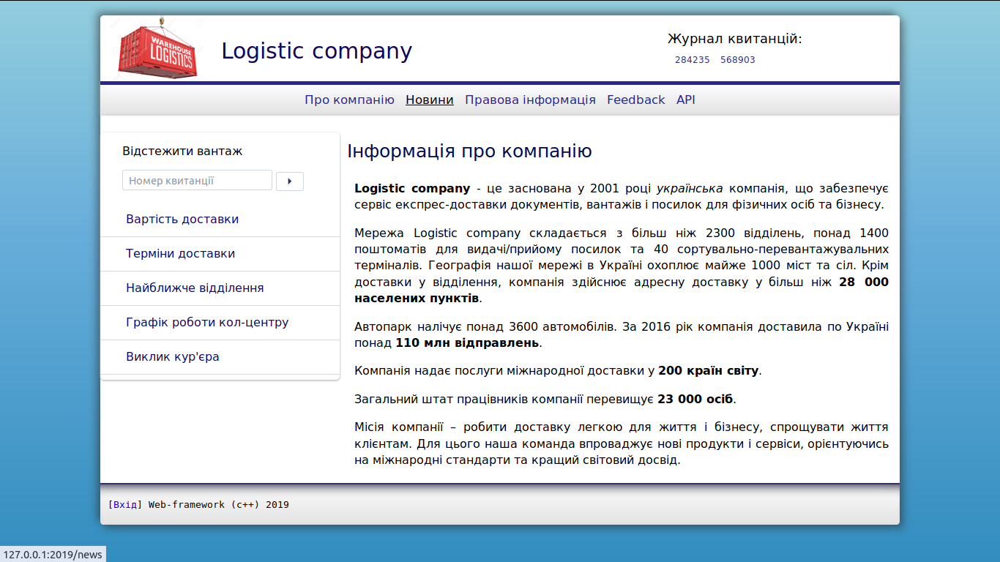 WAREHOUSE
LOGISTICS
Logistic company
Журнал квитанцій:
284235 568903
Про компанію Новини Правова інформація Feedback API
Відстежити вантаж
Номер квитанції
Вартість доставки
Терміни доставки
Найближче відділення
Графік роботи кол-центру
Виклик кур'єра
Інформація про компанію
Logistic company - це заснована у 2001 році українська компанія, що забезпечує
сервіс експрес-доставки документів, вантажів і посилок для фізичних осіб та бізнесу.
Мережа Logistic company складається з більш ніж 2300 відділень, понад 1400
поштоматів для видачі/прийому посилок та 40 сортувально-перевантажувальних
терміналів. Географія нашої мережі в Україні охоплює майже 1000 міст та сіл. Крім
доставки у відділення, компанія здійснює адресну доставку у більш ніж 28 000
населених пунктів.
Автопарк налічує понад 3600 автомобілів. За 2016 рік компанія доставила по Україні
понад 110 млн відправлень.
Компанія надає послуги міжнародної доставки у 200 країн світу.
Загальний штат працівників компанії перевищує 23 000 осіб.
Місія компанії – робити доставку легкою для життя і бізнесу, спрощувати життя
клієнтам. Для цього наша команда впроваджує нові продукти і сервіси, орієнтуючись
на міжнародні стандарти та кращий світовий досвід.
[Вхід] Web-framework (c++) 2019
127.0.0.1:2019/news